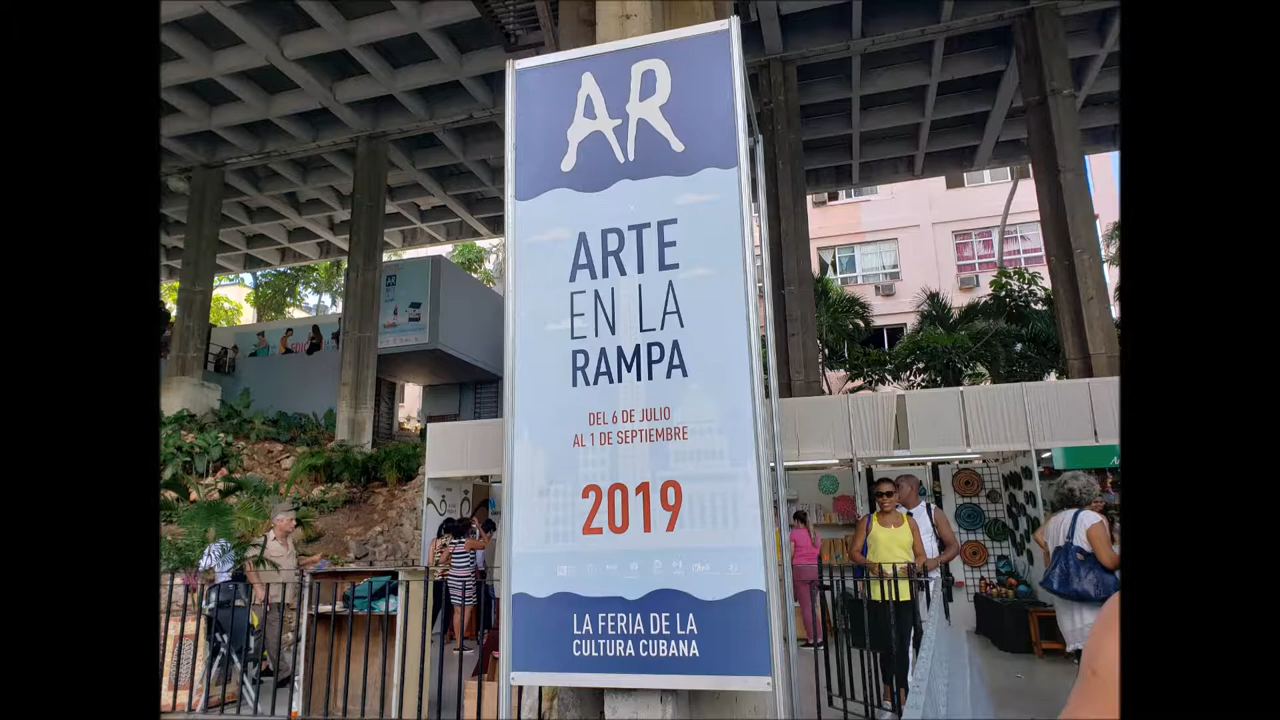 AR
ARTE
EN LA
RAMPA
DEL 6 DE JULIO
AL 1 DE SEPTIEMBRE
2019
LA FERIA DE LA
CULTURA CUBANA
AR